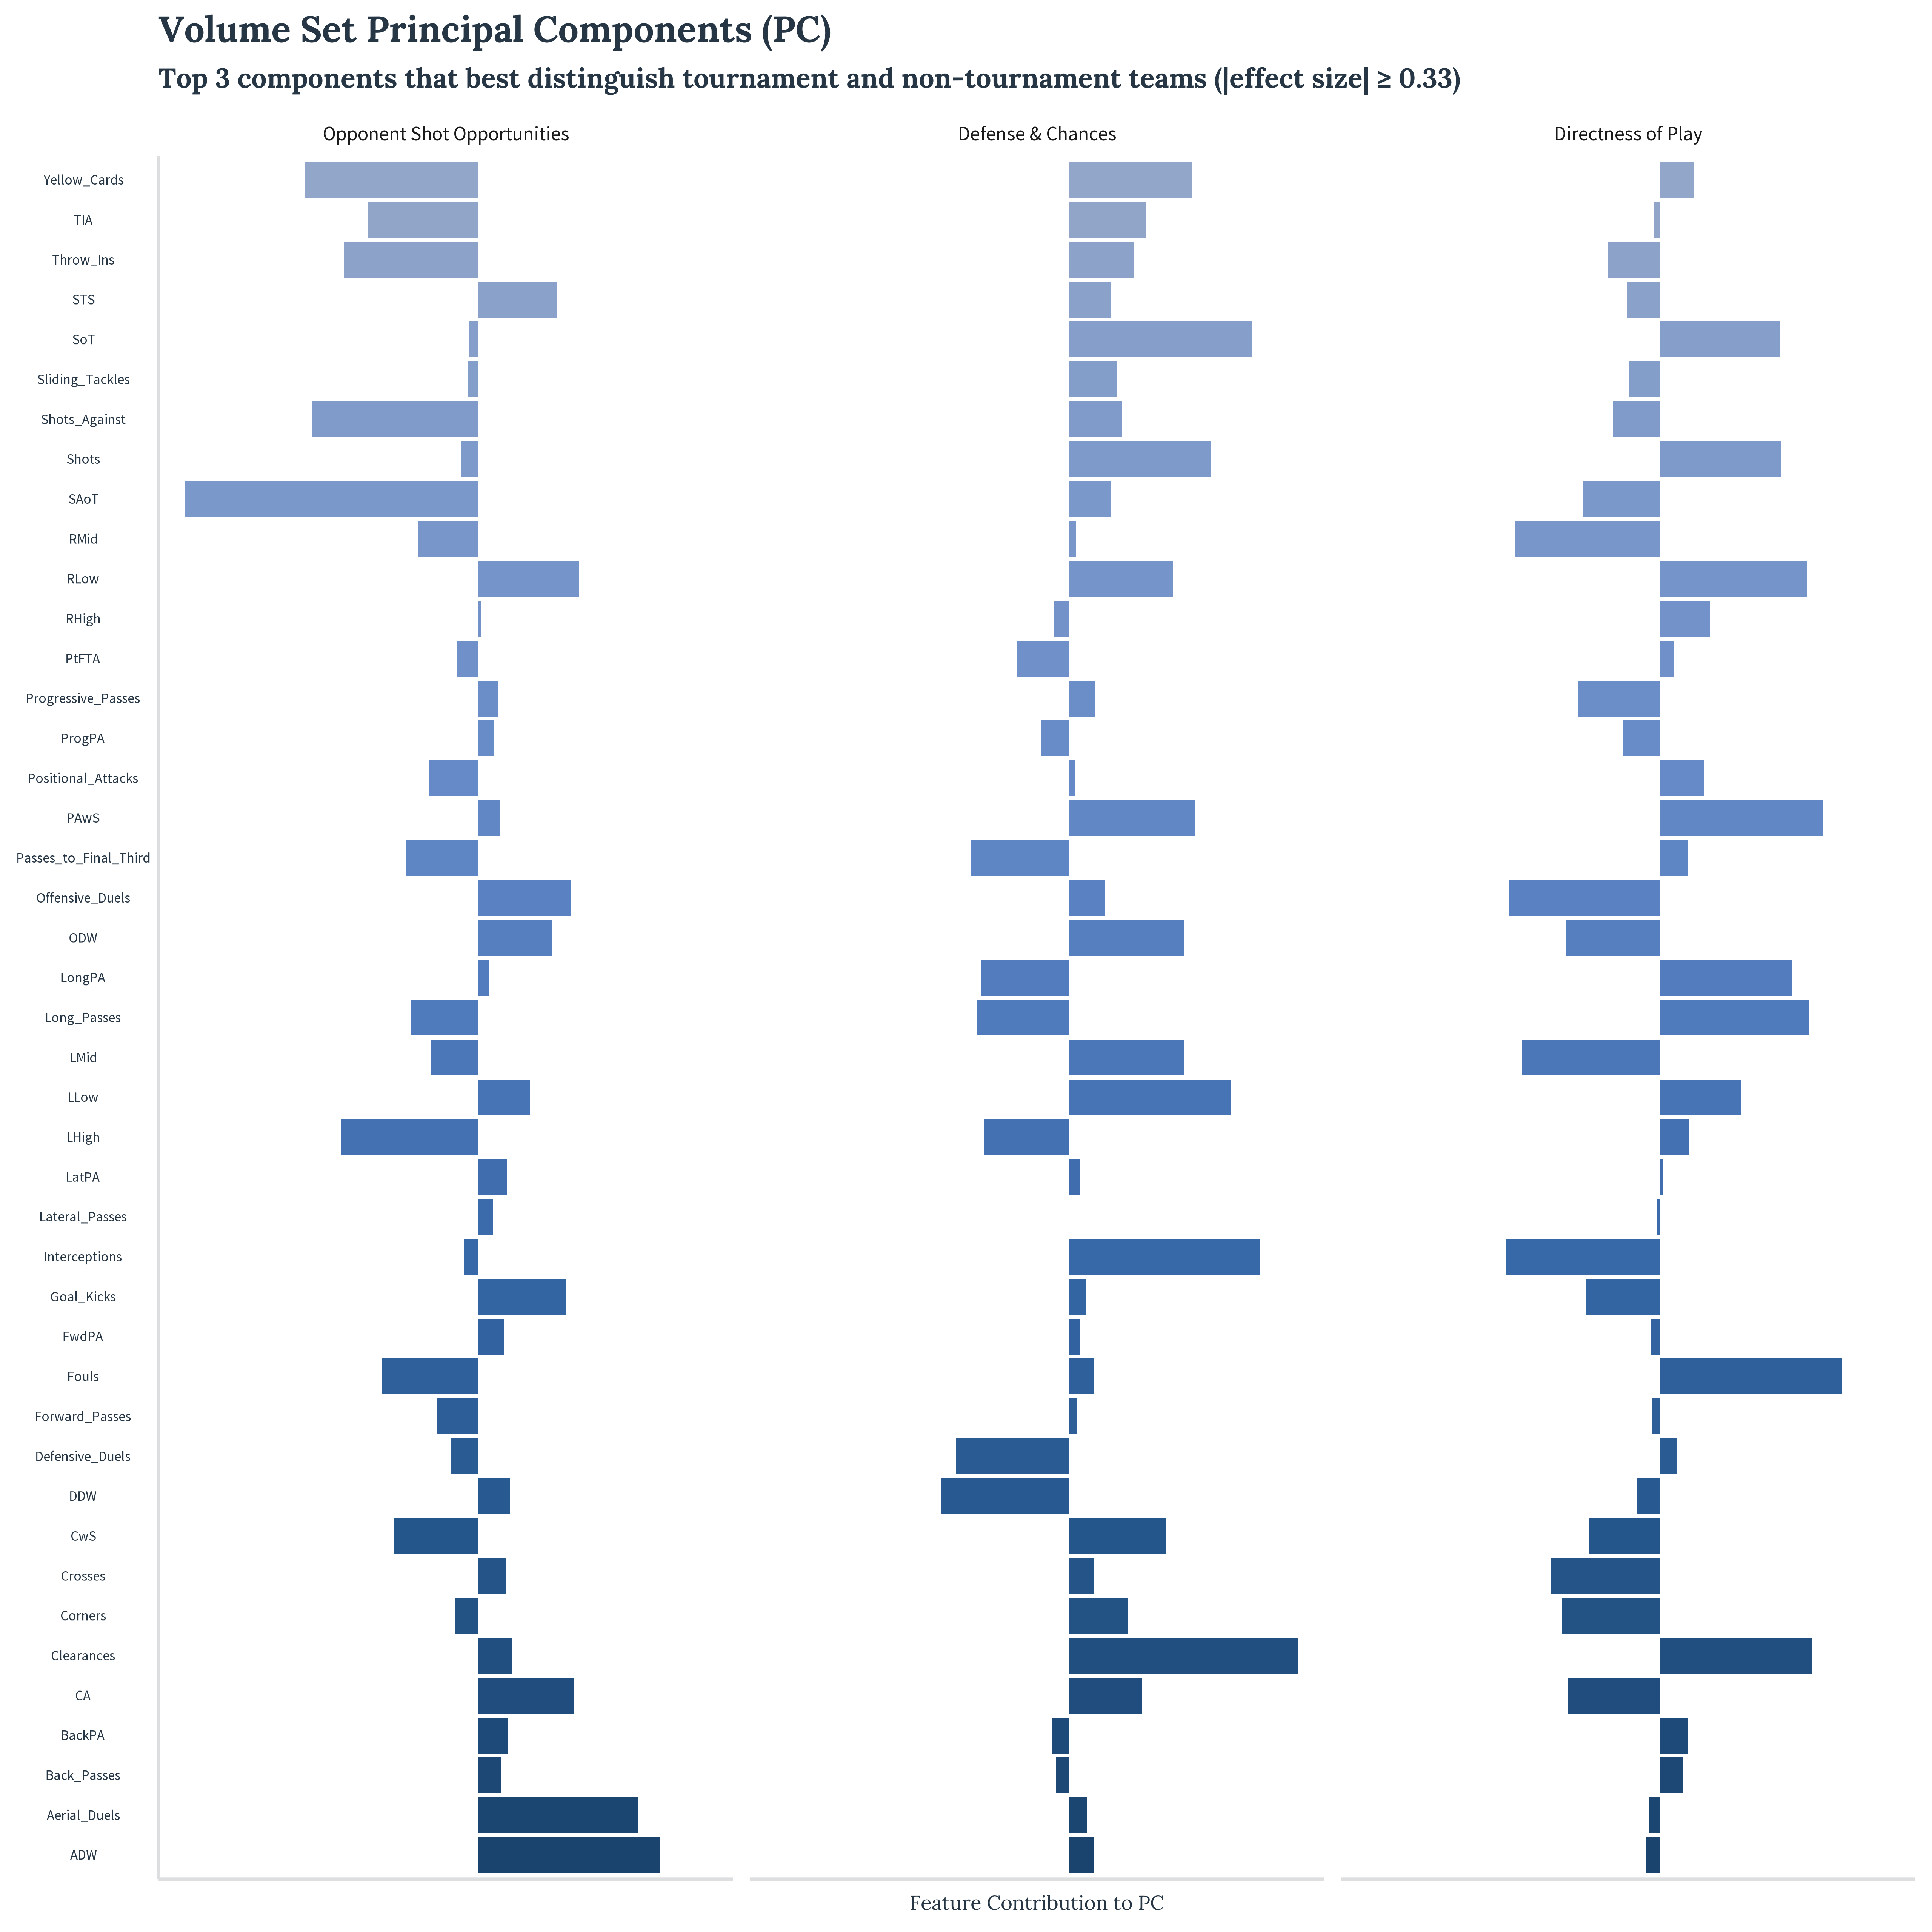 Volume Set Principal Components (PC)
Top 3 components that best distinguish tournament and non-tournament teams (|effect size| ≥ 0.33)
Opponent Shot Opportunities
Defense & Chances
Directness of Play
Yellow_Cards
TIA
Throw_Ins
STS
SoT
Sliding_Tackles
Shots_Against
Shots
SAoT
RMid
RLow
RHigh
PtFTA
Progressive_Passes
ProgPA
Positional_Attacks
PAwS
Passes_to_Final_Third
Offensive_Duels
ODW
LongPA
Long_Passes
LMid
LLow
LHigh
LatPA
Lateral_Passes
Interceptions
Goal_Kicks
FwdPA
Fouls
Forward_Passes
Defensive_Duels
DDW
CwS
Crosses
Corners
Clearances
CA
BackPA
Back_Passes
Aerial_Duels
ADW
Feature Contribution to PC